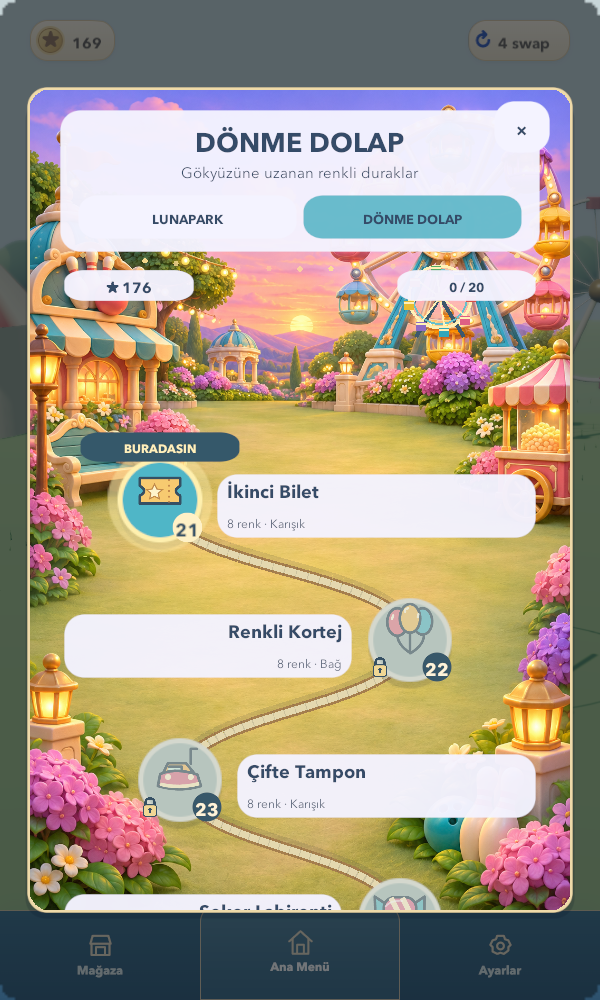 169
4 swap
DÖNME DOLAP
×
Gökyüzüne uzanan renkli duraklar
LUNAPARK
DÖNME DOLAP
★ 176
0 / 20
BURADASIN
İkinci Bilet
8 renk · Karışık
21
Renkli Kortej
8 renk · Bağ
22
Çifte Tampon
8 renk · Karışık
23
Şeker Labirenti
Mağaza
Ana Menü
Ayarlar